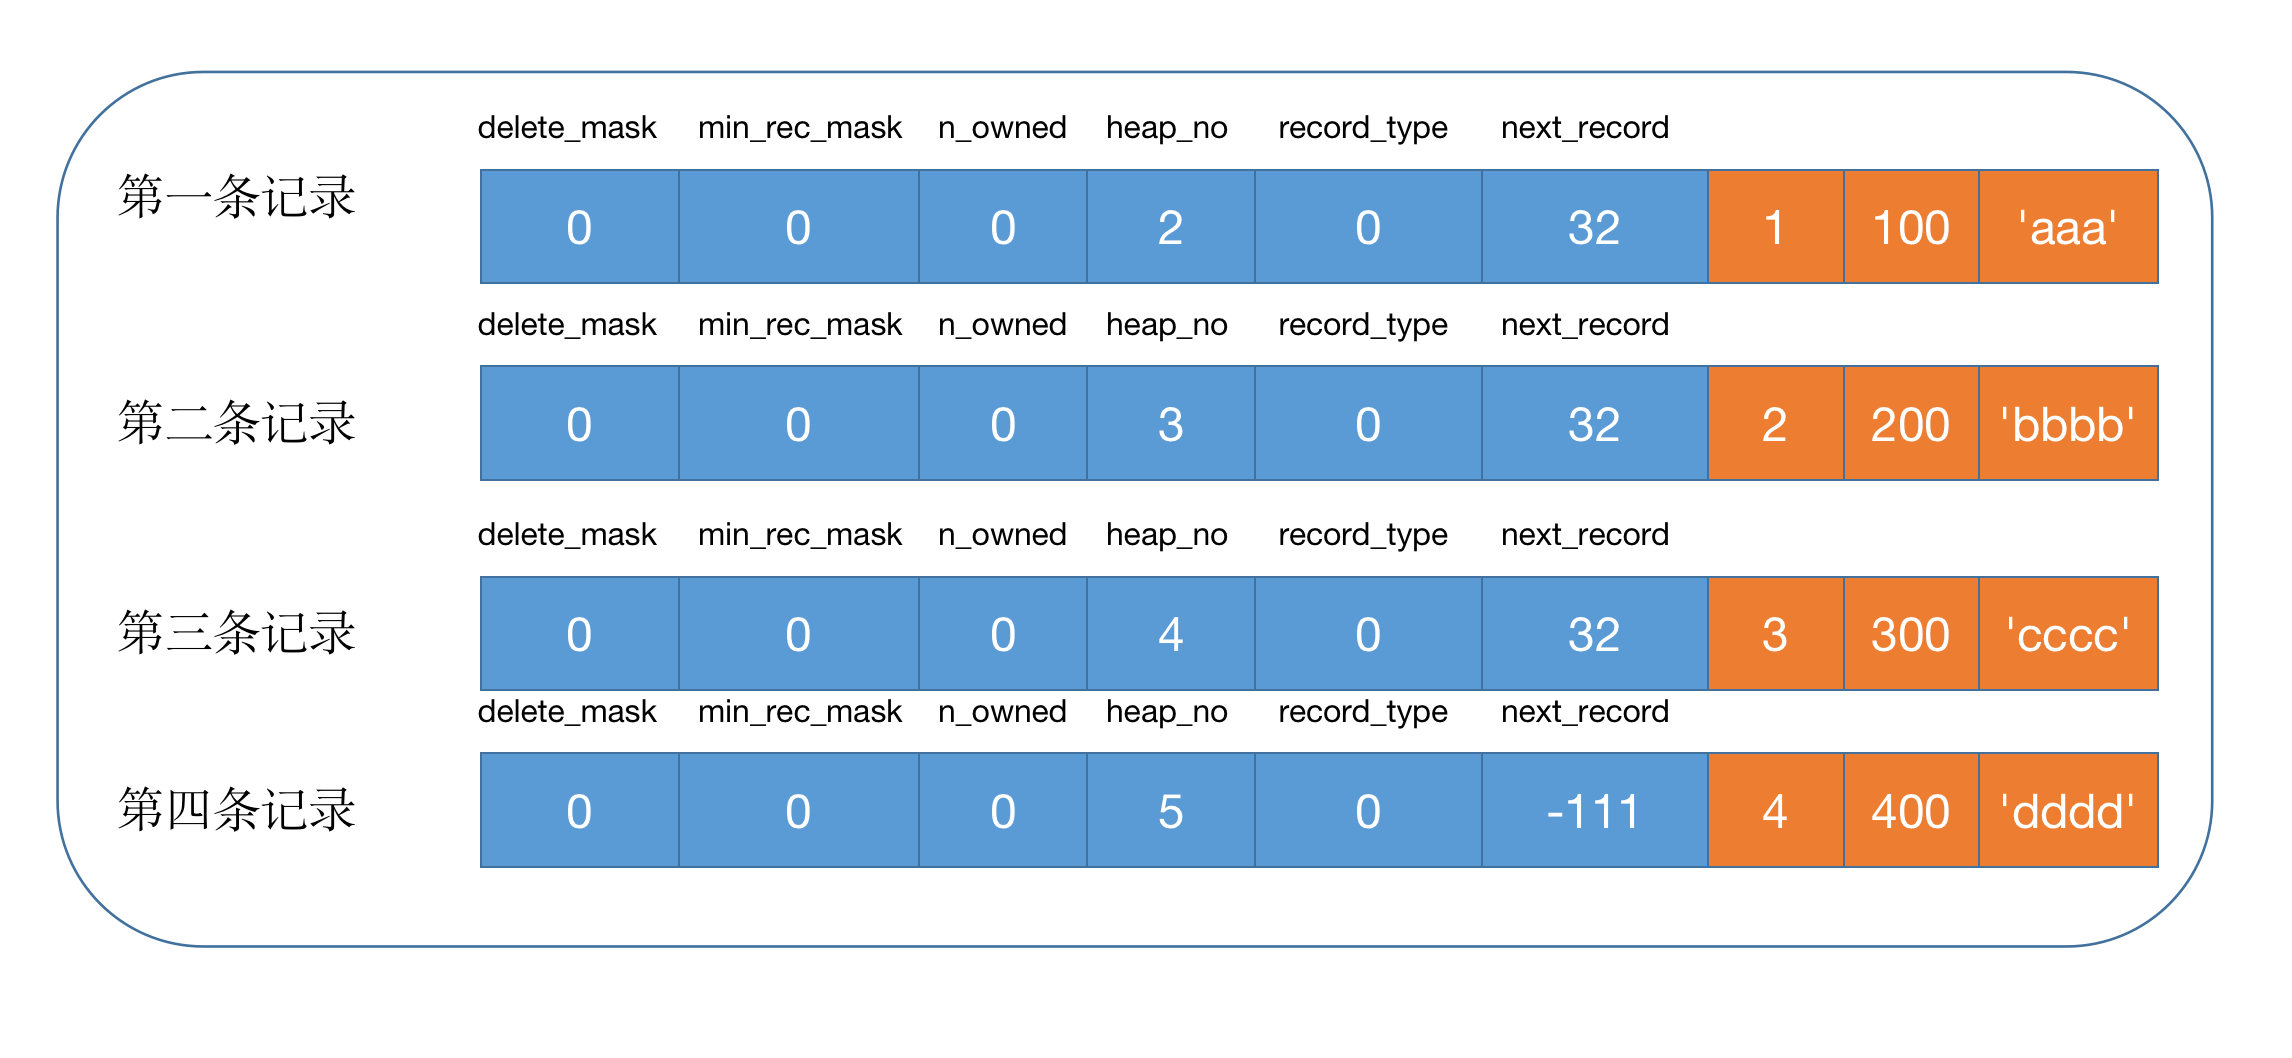 delete_mask min_rec_mask n_owned heap_no record_type next_record
第一条记录 0 0 0 2 0 32 1 100 'aaa'
delete_mask min_rec_mask n_owned heap_no record_type next_record
第二条记录 0 0 0 3 0 32 2 200 'bbbb'
delete_mask min_rec_mask n_owned heap_no record_type next_record
第三条记录 0 0 0 4 0 32 3 300 'cccc'
delete_mask min_rec_mask n_owned heap_no record_type next_record
第四条记录 0 0 0 5 0 -111 4 400 'dddd'